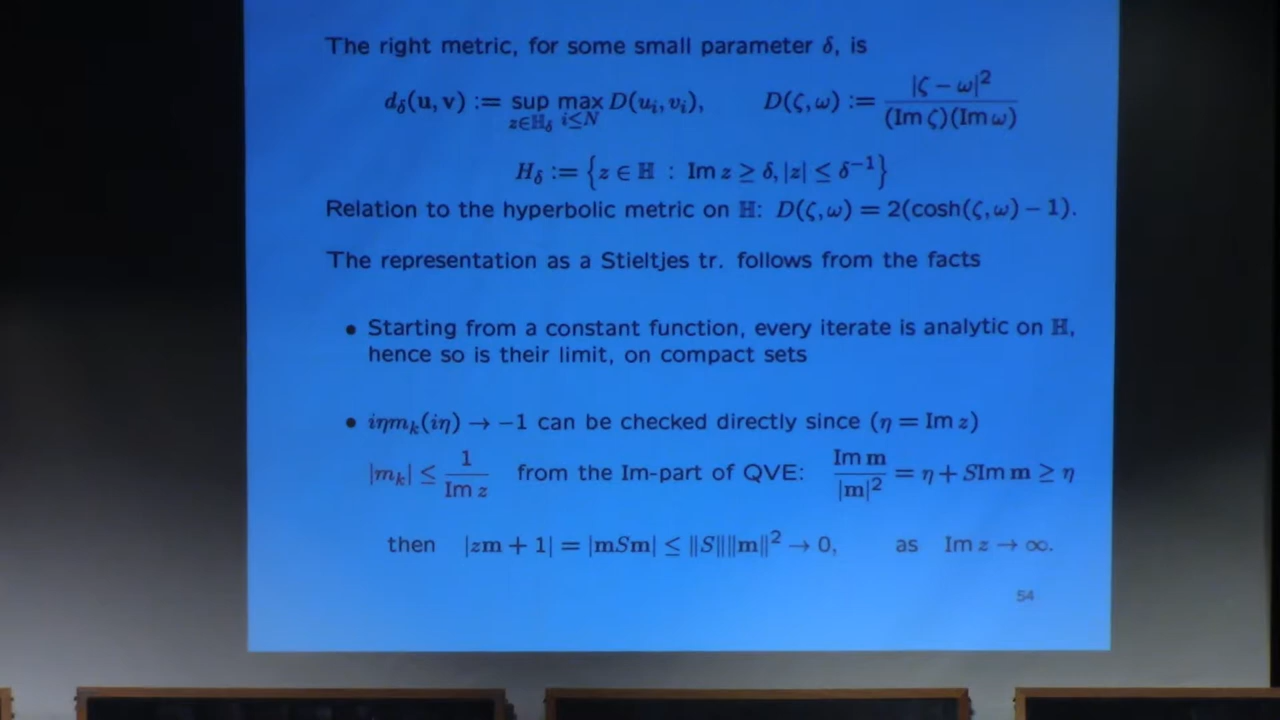 The right metric, for some small parameter δ, is
d_δ(u, v) := sup_{z∈ℍ_δ} max_{i≤N} D(u_i, v_i), D(ζ, ω) := |ζ − ω|² / (Im ζ)(Im ω)
H_δ := {z ∈ ℍ : Im z ≥ δ, |z| ≤ δ⁻¹}
Relation to the hyperbolic metric on ℍ: D(ζ, ω) = 2(cosh(ζ, ω) − 1).
The representation as a Stieltjes tr. follows from the facts
• Starting from a constant function, every iterate is analytic on ℍ,
hence so is their limit, on compact sets
• iηm_k(iη) → −1 can be checked directly since (η = Im z)
|m_k| ≤ 1 / Im z from the Im-part of QVE: Im m / |m|² = η + SIm m ≥ η
then |zm + 1| = |mSm| ≤ ‖S‖‖m‖² → 0, as Im z → ∞.
54